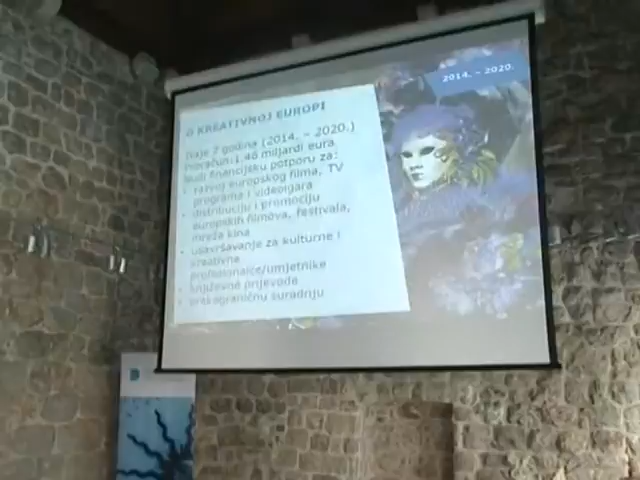 2014. – 2020.
O KREATIVNOJ EUROPI
Traje 7 godina (2014. – 2020.)
Proračun:1.46 milijardi eura
Nudi financijsku potporu za:
• razvoj europskog filma, TV
programa i videoigara
• distribuciju i promociju
europskih filmova, festivala,
mreža kina
• usavršavanje za kulturne i
kreativne
profesionalce/umjetnike
• književne prijevode
• prekograničnu suradnju